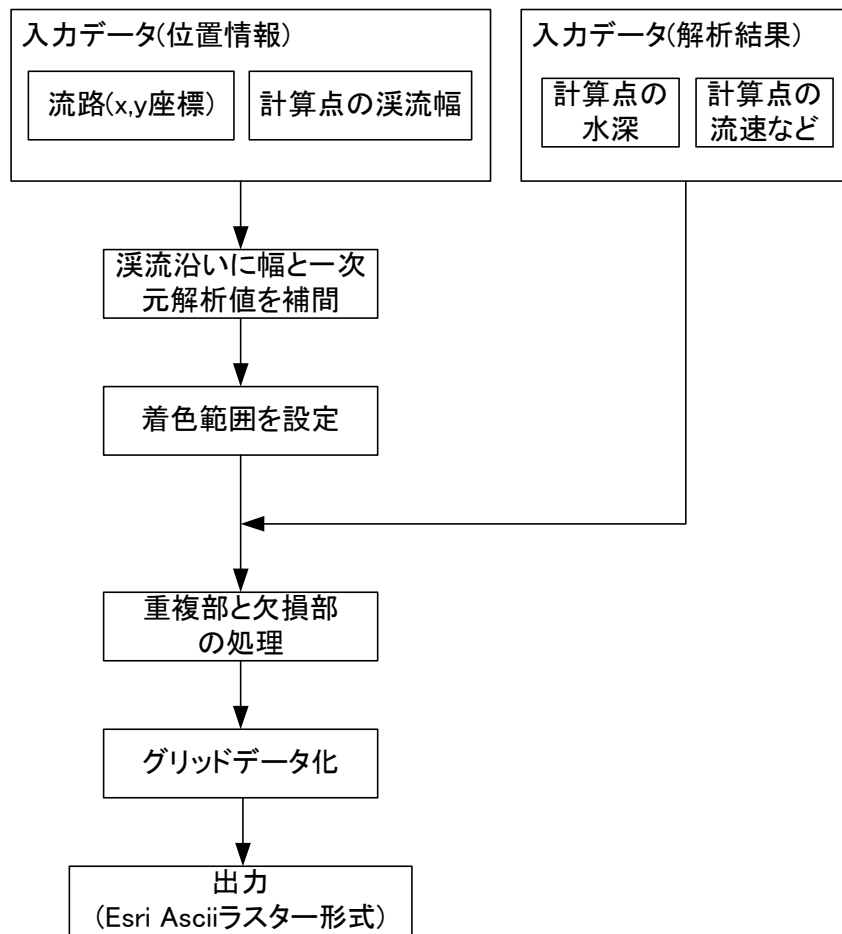 入力データ(位置情報)
流路(x,y座標)
計算点の渓流幅
入力データ(解析結果)
計算点の
水深
計算点の
流速など
渓流沿いに幅と一次
元解析値を補間
着色範囲を設定
重複部と欠損部
の処理
グリッドデータ化
出力
(Esri Asciiラスター形式)